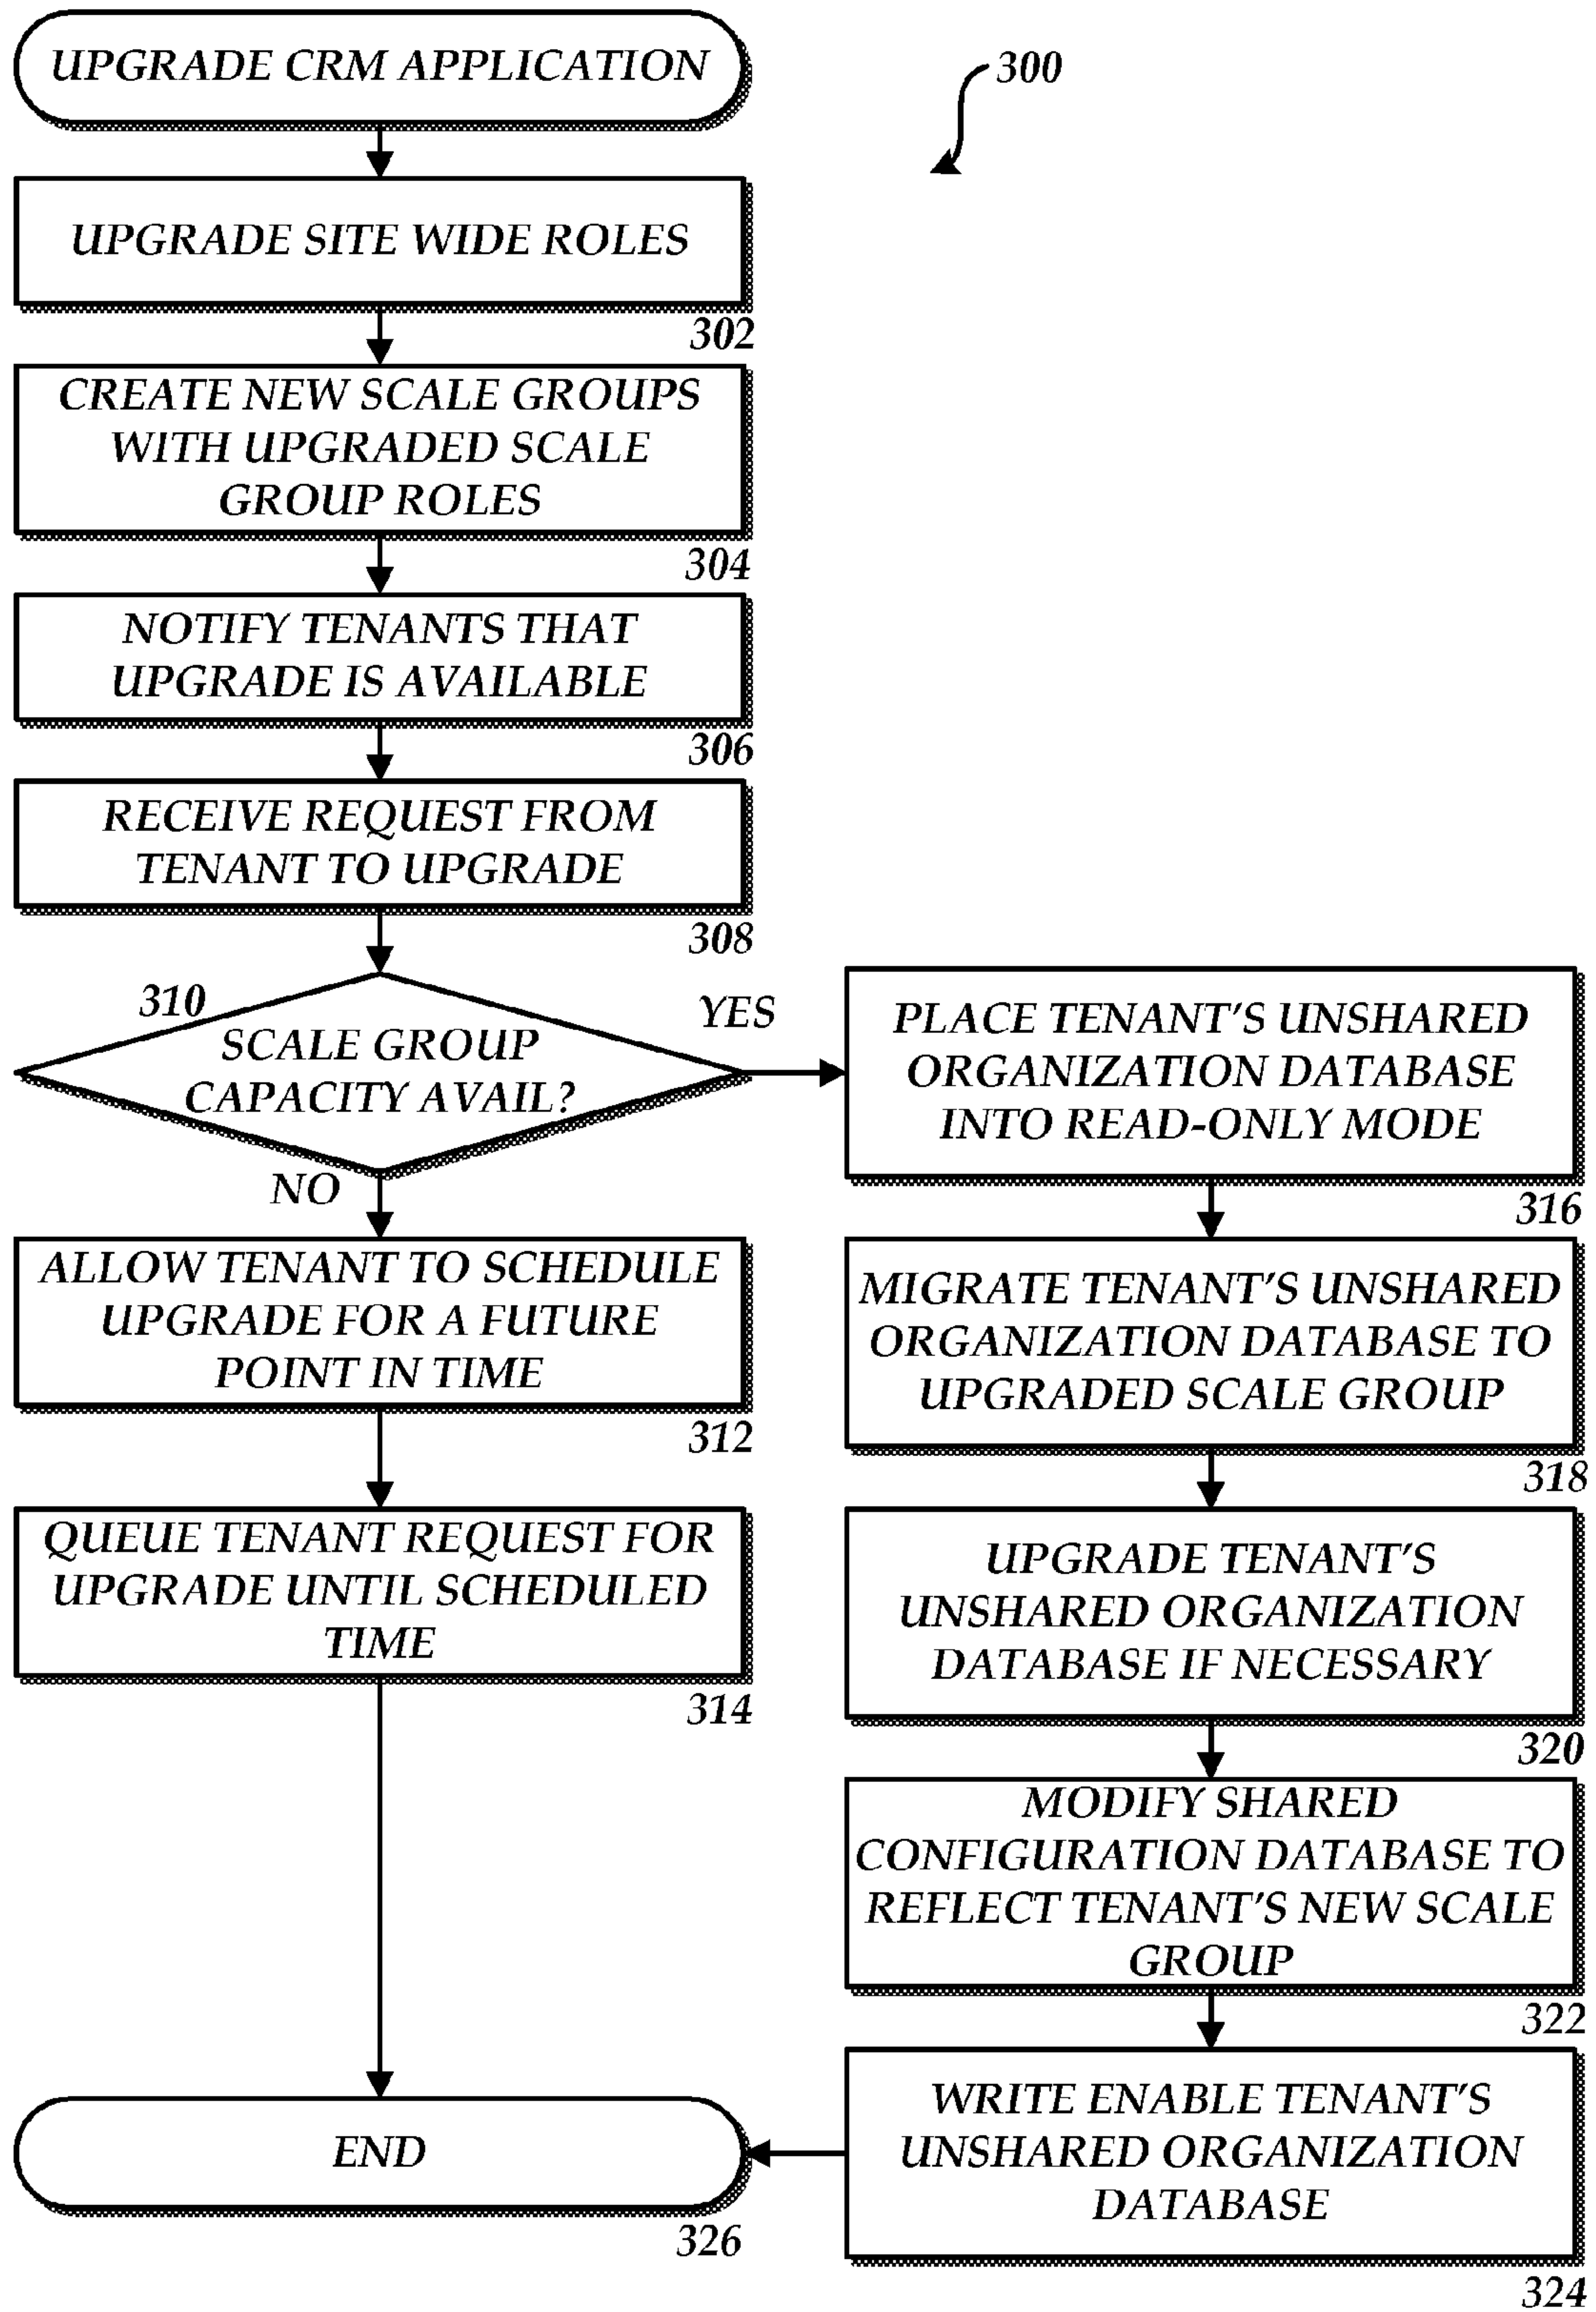 UPGRADE CRM APPLICATION
300
UPGRADE SITE WIDE ROLES
302
CREATE NEW SCALE GROUPS
WITH UPGRADED SCALE
GROUP ROLES
304
NOTIFY TENANTS THAT
UPGRADE IS AVAILABLE
306
RECEIVE REQUEST FROM
TENANT TO UPGRADE
308
310
SCALE GROUP
CAPACITY AVAIL?
YES
NO
ALLOW TENANT TO SCHEDULE
UPGRADE FOR A FUTURE
POINT IN TIME
312
QUEUE TENANT REQUEST FOR
UPGRADE UNTIL SCHEDULED
TIME
314
PLACE TENANT'S UNSHARED
ORGANIZATION DATABASE
INTO READ-ONLY MODE
316
MIGRATE TENANT'S UNSHARED
ORGANIZATION DATABASE TO
UPGRADED SCALE GROUP
318
UPGRADE TENANT'S
UNSHARED ORGANIZATION
DATABASE IF NECESSARY
320
MODIFY SHARED
CONFIGURATION DATABASE TO
REFLECT TENANT'S NEW SCALE
GROUP
322
WRITE ENABLE TENANT'S
UNSHARED ORGANIZATION
DATABASE
324
END
326